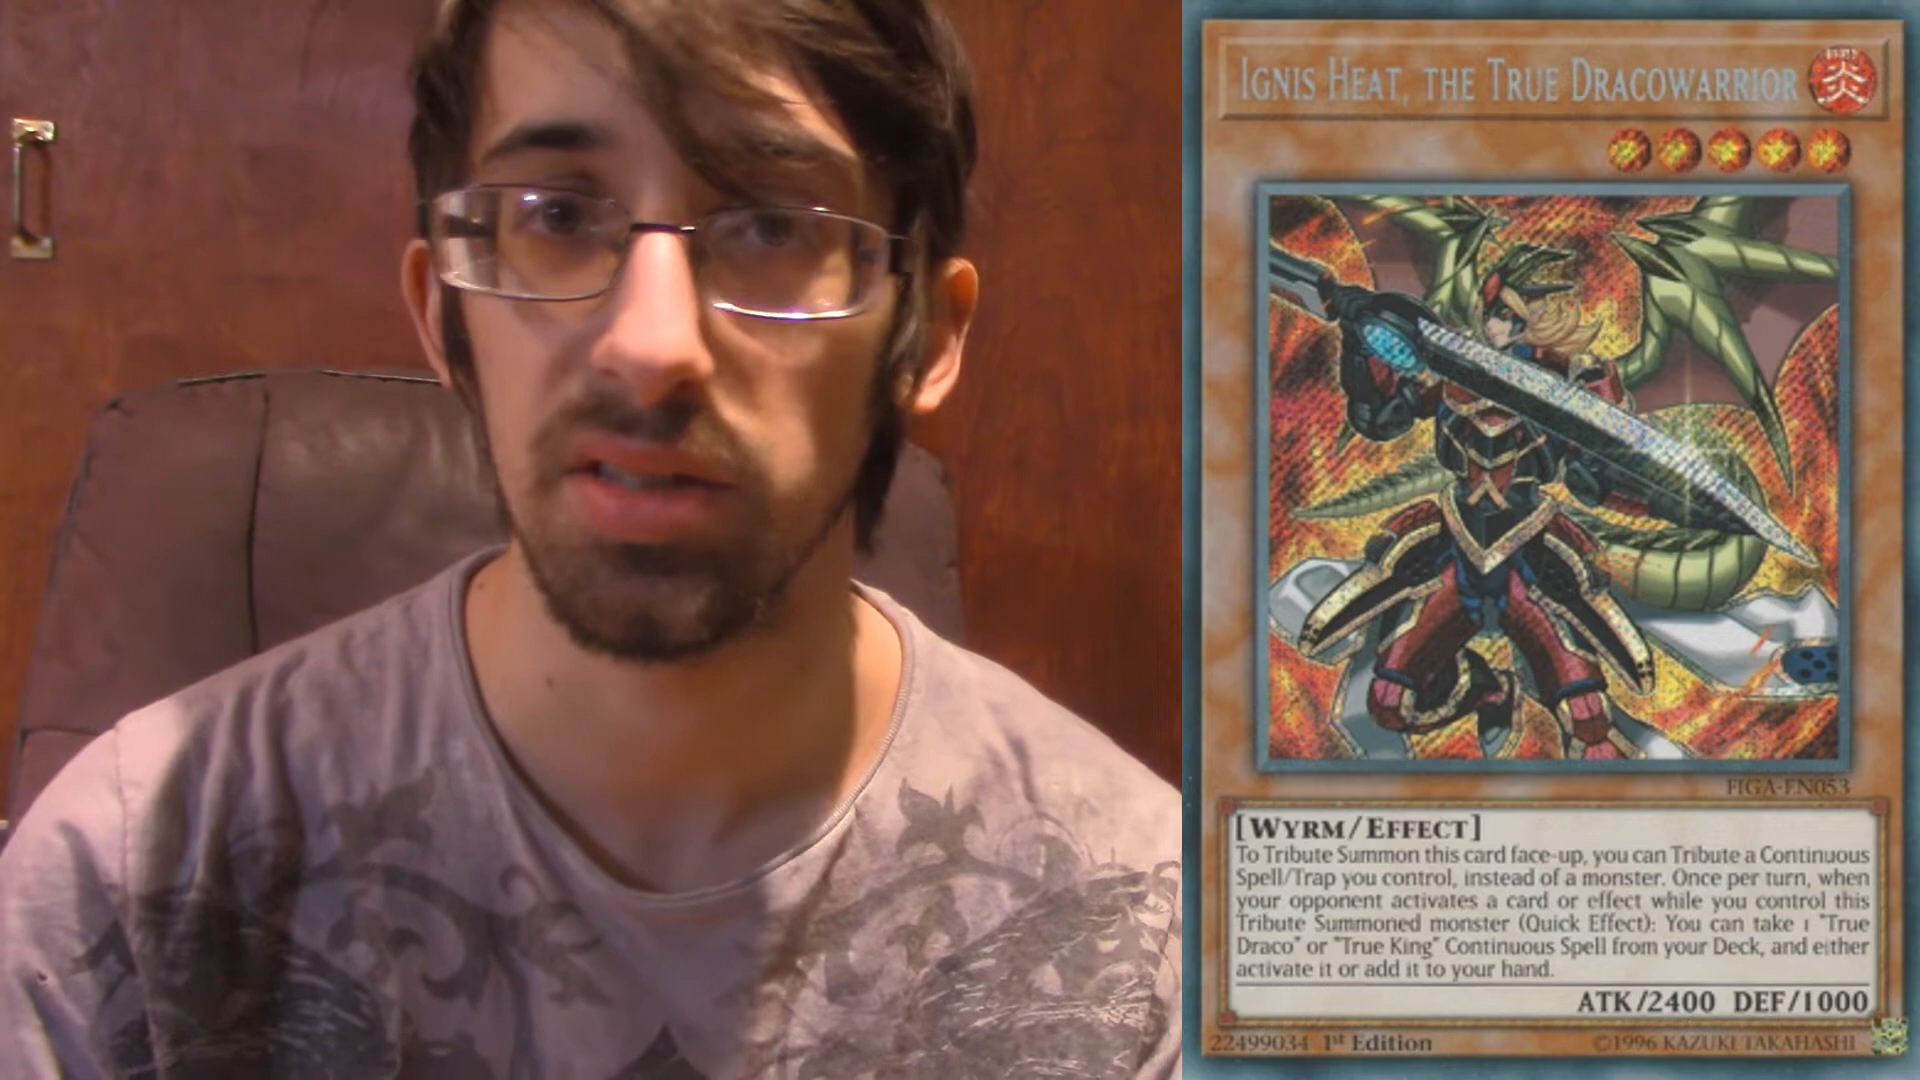 IGNIS HEAT, THE TRUE DRACOWARRIOR
炎
FIGA-EN053
[WYRM/EFFECT]
To Tribute Summon this card face-up, you can Tribute a Continuous
Spell/Trap you control, instead of a monster. Once per turn, when
your opponent activates a card or effect while you control this
Tribute Summoned monster (Quick Effect): You can take 1 "True
Draco" or "True King" Continuous Spell from your Deck, and either
activate it or add it to your hand.
ATK/2400 DEF/1000
22499034 1st Edition ©1996 KAZUKI TAKAHASHI